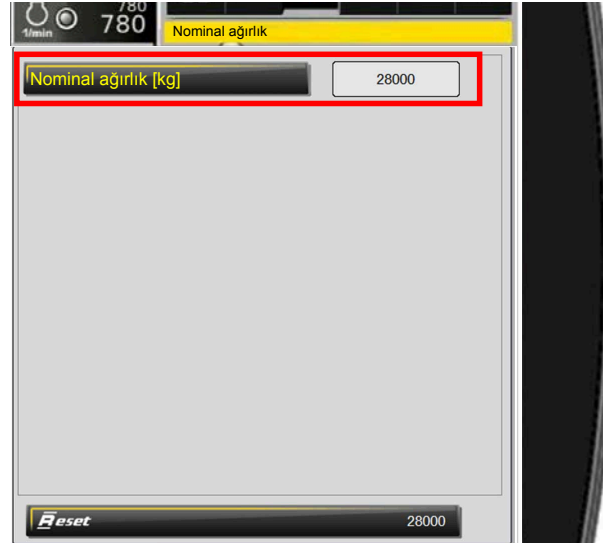 780
1/min 780
Nominal ağırlık
Nominal ağırlık [kg] 28000
Reset 28000